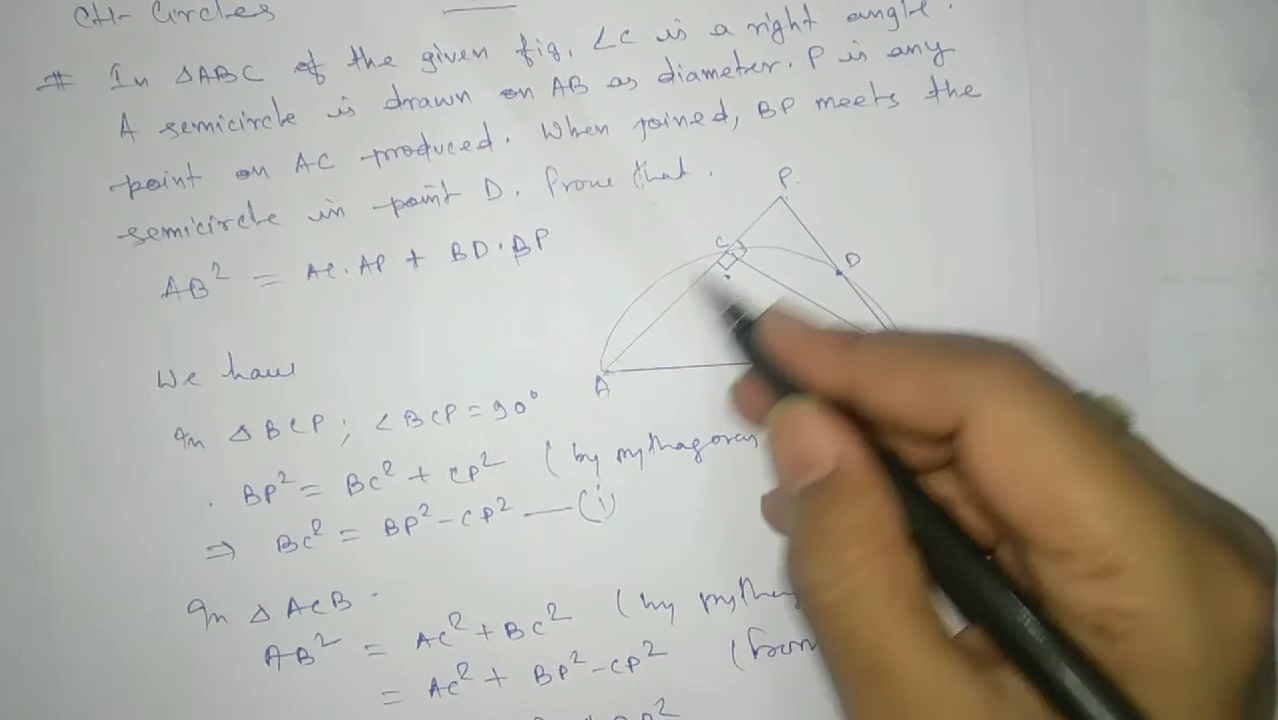 CH- Circles
# In ΔABC of the given fig, ∠C is a right angle.
A semicircle is drawn on AB as diameter. P is any
point on AC produced. When joined, BP meets the
semicircle in point D. Prove that.
AB² = AC.AP + BD.BP
P
C
D
A
We have
In ΔBCP ; ∠BCP = 90°
BP² = BC² + CP² (by pythagoras
⇒ BC² = BP² - CP² — (i)
In ΔACB
AB² = AC² + BC² (by
= AC² + BP² - CP² (from